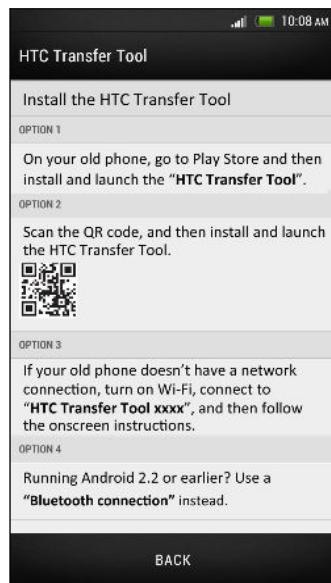 10:08 AM
HTC Transfer Tool
Install the HTC Transfer Tool
OPTION 1
On your old phone, go to Play Store and then
install and launch the “HTC Transfer Tool”.
OPTION 2
Scan the QR code, and then install and launch
the HTC Transfer Tool.
OPTION 3
If your old phone doesn’t have a network
connection, turn on Wi-Fi, connect to
“HTC Transfer Tool xxxx”, and then follow
the onscreen instructions.
OPTION 4
Running Android 2.2 or earlier? Use a
“Bluetooth connection” instead.
BACK